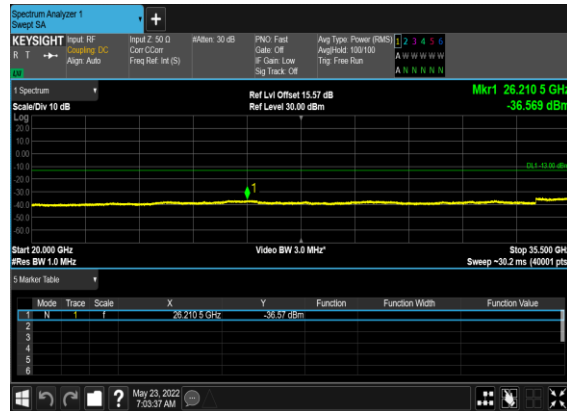 Spectrum Analyzer 1
Swept SA
+
KEYSIGHT Input: RF Input Z: 50 Ω #Atten: 30 dB PNO: Fast Avg Type: Power (RMS) 1 2 3 4 5 6
R T Coupling: DC Corr CCorr Gate: Off Avg|Hold: 100/100 A W W W W W
Align: Auto Freq Ref: Int (S) IF Gain: Low Trig: Free Run
Sig Track: Off A N N N N N
1 Spectrum Ref Lvl Offset 15.57 dB Mkr1 26.210 5 GHz
Scale/Div 10 dB Ref Level 30.00 dBm -36.569 dBm
Log
20.0
10.0
0.00
-10.0 DL1 -13.00 dBm
-20.0
-30.0 1
-40.0
-50.0
-60.0
Start 20.000 GHz Video BW 3.0 MHz* Stop 35.500 GHz
#Res BW 1.0 MHz Sweep ~30.2 ms (40001 pts)
5 Marker Table
Mode Trace Scale X Y Function Function Width Function Value
1 N 1 f 26.210 5 GHz -36.57 dBm
2
3
4
5
6
? May 23, 2022
7:03:37 AM